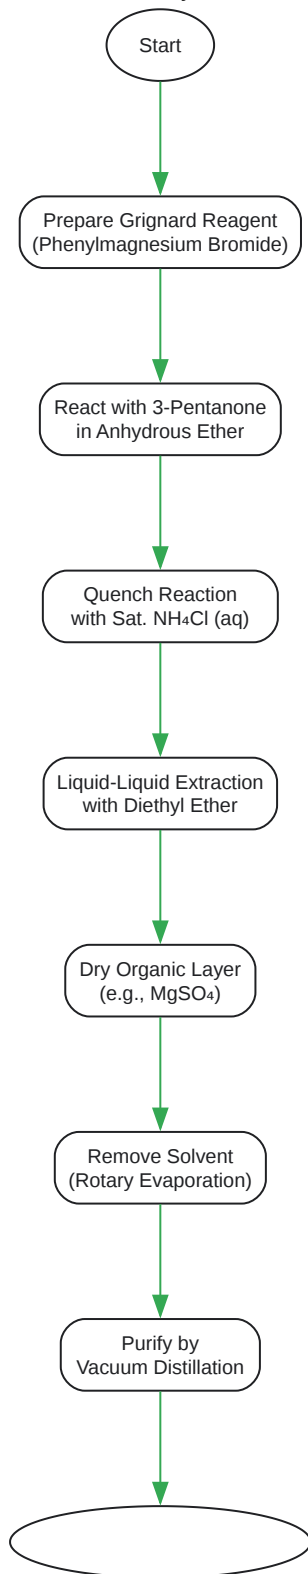 Start
Prepare Grignard Reagent
(Phenylmagnesium Bromide)
React with 3-Pentanone
in Anhydrous Ether
Quench Reaction
with Sat. NH₄Cl (aq)
Liquid-Liquid Extraction
with Diethyl Ether
Dry Organic Layer
(e.g., MgSO₄)
Remove Solvent
(Rotary Evaporation)
Purify by
Vacuum Distillation